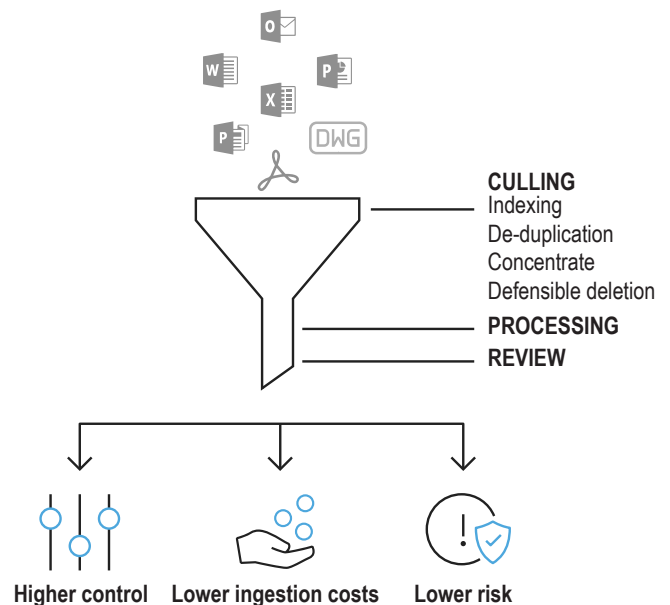 O
W
P
X
P
DWG
CULLING
Indexing
De-duplication
Concentrate
Defensible deletion
PROCESSING
REVIEW
!
Higher control
Lower ingestion costs
Lower risk